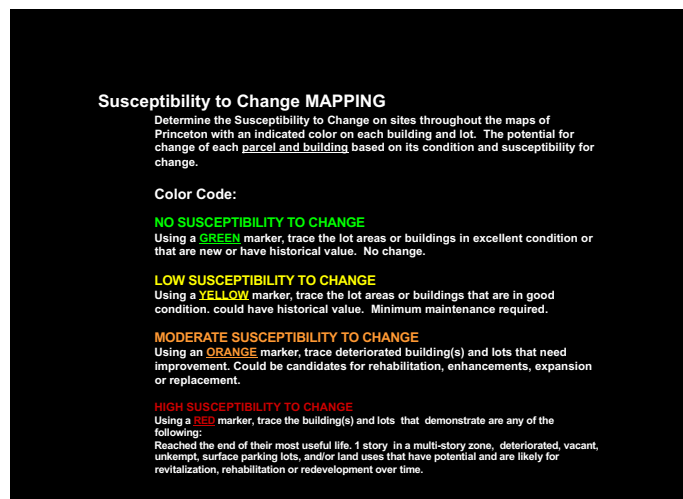 Susceptibility to Change MAPPING
Determine the Susceptibility to Change on sites throughout the maps of
Princeton with an indicated color on each building and lot. The potential for
change of each parcel and building based on its condition and susceptibility for
change.
Color Code:
NO SUSCEPTIBILITY TO CHANGE
Using a GREEN marker, trace the lot areas or buildings in excellent condition or
that are new or have historical value. No change.
LOW SUSCEPTIBILITY TO CHANGE
Using a YELLOW marker, trace the lot areas or buildings that are in good
condition. could have historical value. Minimum maintenance required.
MODERATE SUSCEPTIBILITY TO CHANGE
Using an ORANGE marker, trace deteriorated building(s) and lots that need
improvement. Could be candidates for rehabilitation, enhancements, expansion
or replacement.
HIGH SUSCEPTIBILITY TO CHANGE
Using a RED marker, trace the building(s) and lots that demonstrate are any of the
following:
Reached the end of their most useful life. 1 story in a multi-story zone, deteriorated, vacant,
unkempt, surface parking lots, and/or land uses that have potential and are likely for
revitalization, rehabilitation or redevelopment over time.